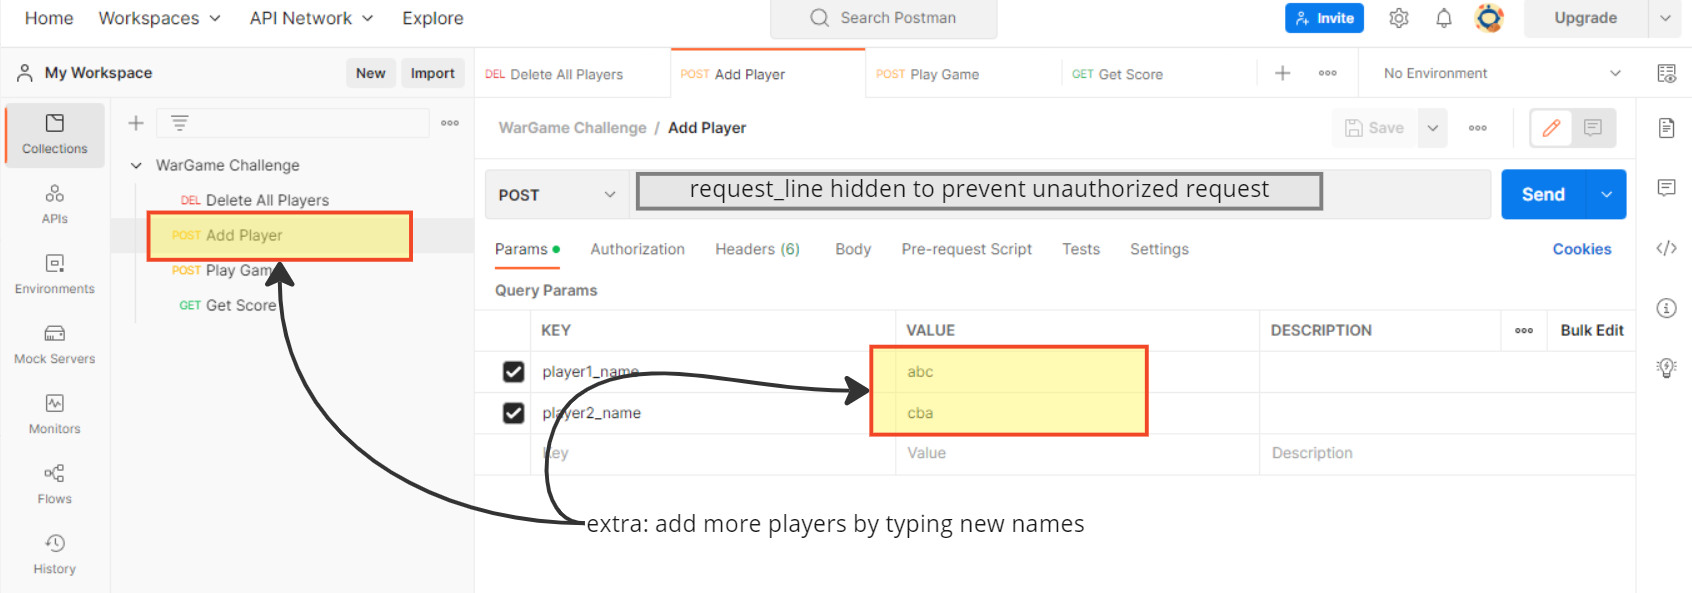 Home Workspaces API Network Explore Search Postman Invite Upgrade
My Workspace New Import DEL Delete All Players POST Add Player POST Play Game GET Get Score No Environment
Collections
APIs
Environments
Mock Servers
Monitors
Flows
History
WarGame Challenge
DEL Delete All Players
POST Add Player
POST Play Gam
GET Get Score
WarGame Challenge / Add Player Save
POST request_line hidden to prevent unauthorized request Send
Params Authorization Headers (6) Body Pre-request Script Tests Settings Cookies
Query Params
KEY VALUE DESCRIPTION Bulk Edit
player1_name abc
player2_name cba
Key Value Description
extra: add more players by typing new names